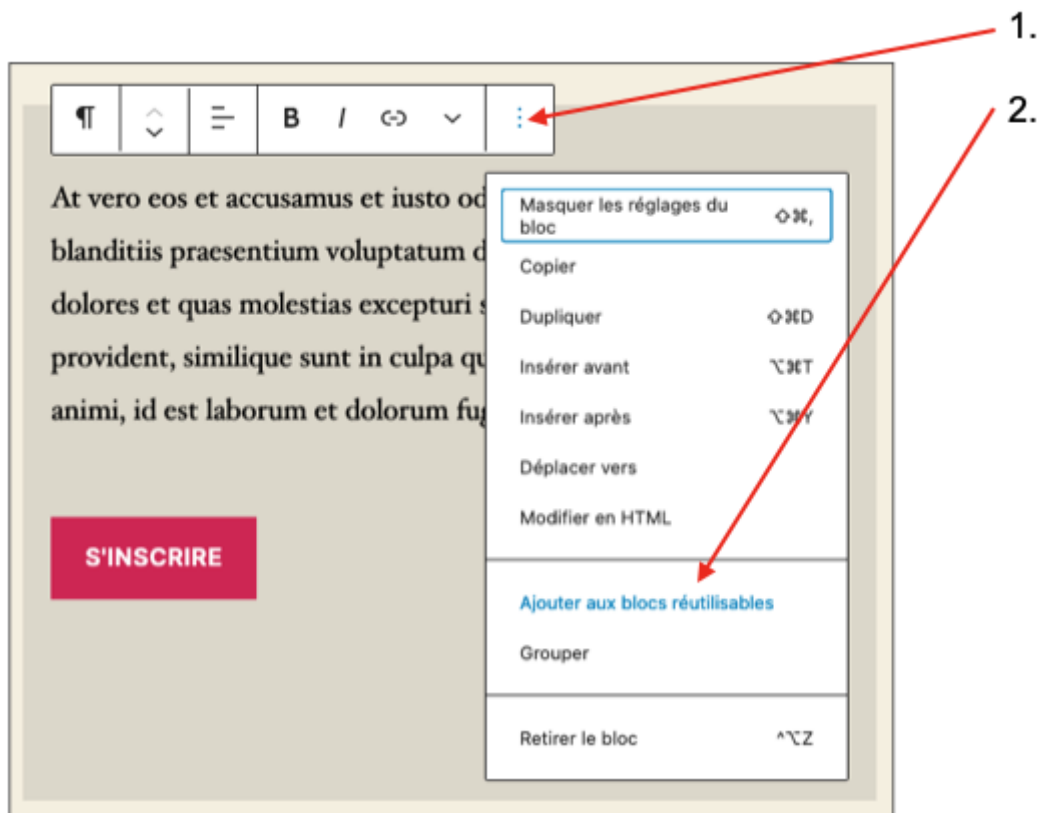 1.
2.
B I
At vero eos et accusamus et iusto od
blanditiis praesentium voluptatum d
dolores et quas molestias excepturi s
provident, similique sunt in culpa qu
animi, id est laborum et dolorum fug
S'INSCRIRE
Masquer les réglages du
bloc ⇧⌘,
Copier
Dupliquer ⇧⌘D
Insérer avant ⌥⌘T
Insérer après ⌥⌘Y
Déplacer vers
Modifier en HTML
Ajouter aux blocs réutilisables
Grouper
Retirer le bloc ^⌥Z